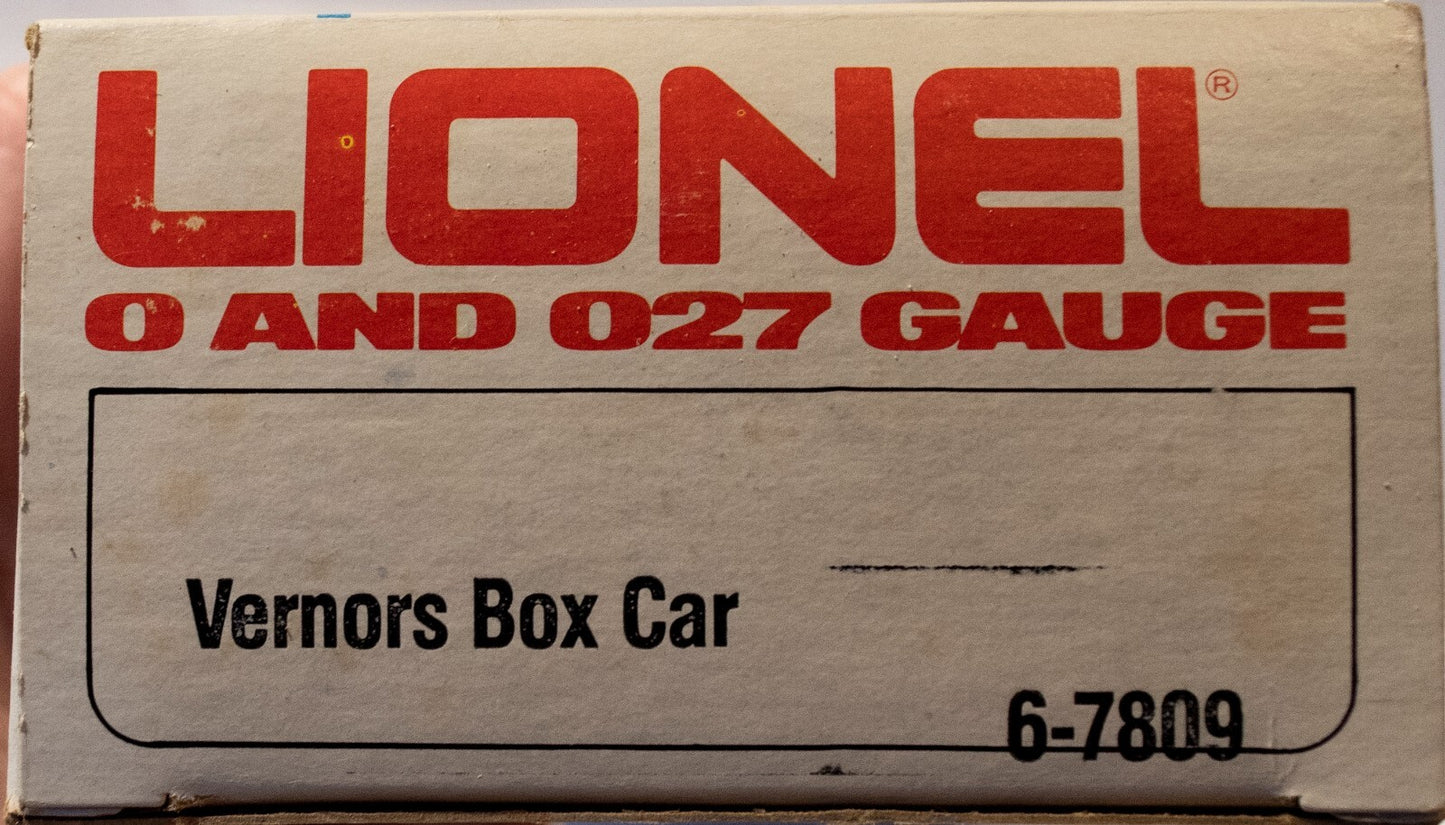 LIONEL®
O AND O27 GAUGE
Vernors Box Car
6-7809